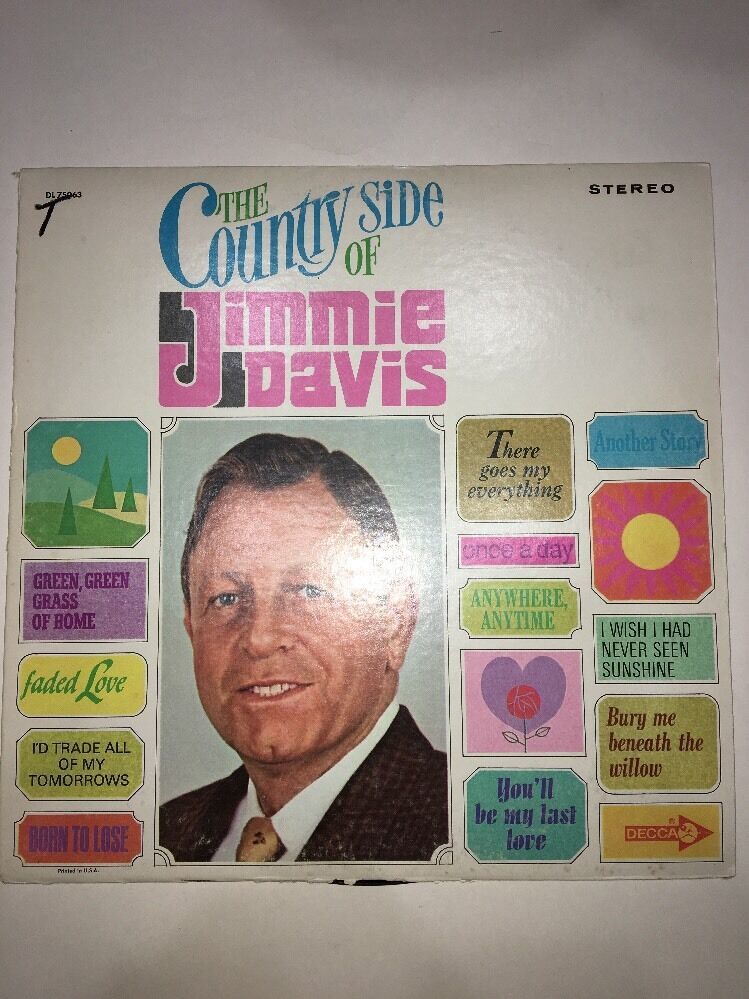 DL 75063
T
STEREO
THE
Country SiDe
OF
Jimmie
Davis
GREEN, GREEN
GRASS
OF HOME
faded Love
I'D TRADE ALL
OF MY
TOMORROWS
BORN TO LOSE
Printed in U.S.A.
There
goes my
everything
once a day
ANYWHERE,
ANYTIME
You'll
be my last
love
Another Story
I WISH I HAD
NEVER SEEN
SUNSHINE
Bury me
beneath the
willow
DECCA®